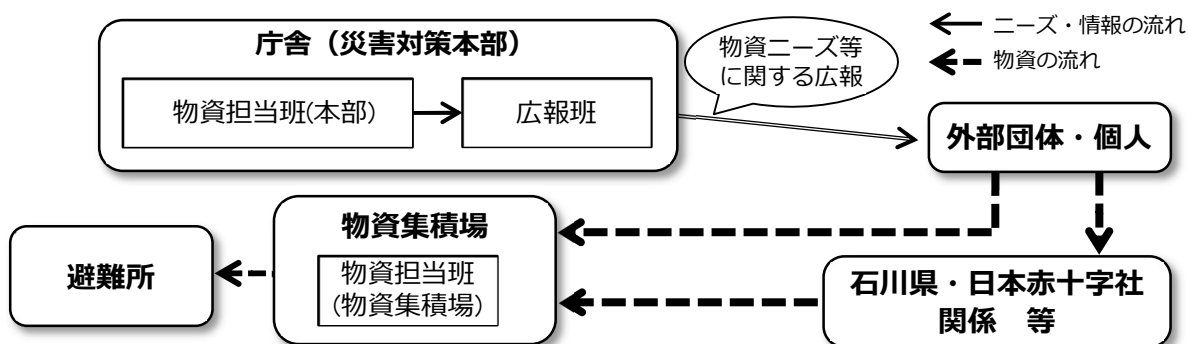 庁舎（災害対策本部）
物資担当班(本部)
広報班
物資ニーズ等
に関する広報
ニーズ・情報の流れ
物資の流れ
外部団体・個人
物資集積場
物資担当班
(物資集積場)
避難所
石川県・日本赤十字社
関係　等